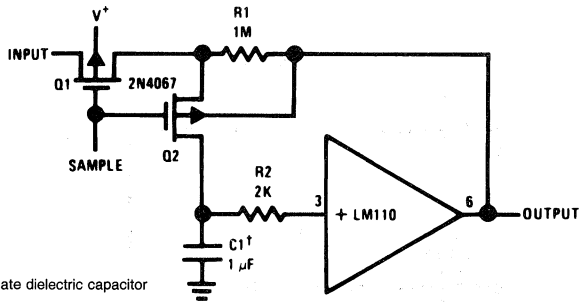 R1
1M
V+
INPUT
Q1
2N4067
SAMPLE
Q2
R2
2K
3
+ LM110
6
OUTPUT
C1†
1 μF
ate dielectric capacitor